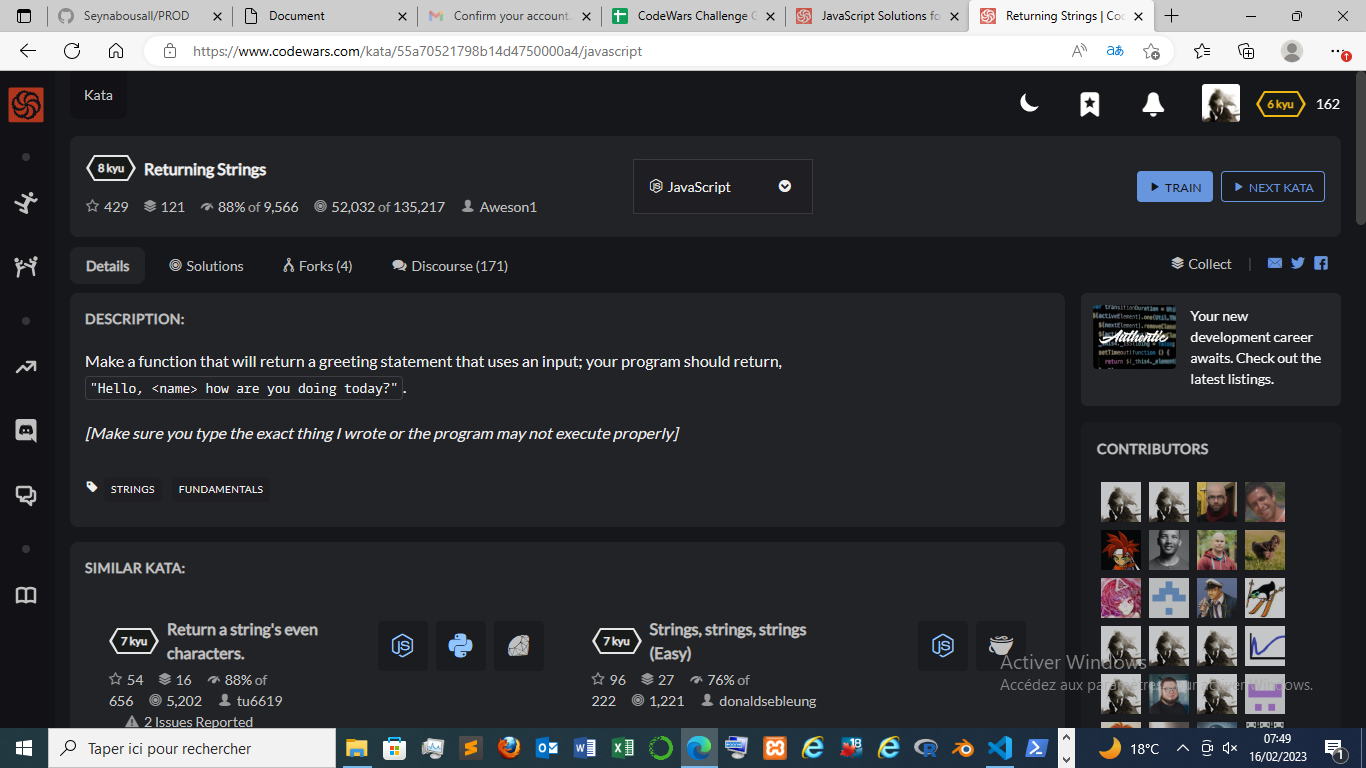 Seynabousall/PROD
Document
Confirm your account.
CodeWars Challenge G
JavaScript Solutions fo
Returning Strings | Co
https://www.codewars.com/kata/55a70521798b14d4750000a4/javascript
Kata
6 kyu 162
8 kyu Returning Strings
JavaScript
TRAIN
NEXT KATA
429 121 88% of 9,566 52,032 of 135,217 Aweson1
Details Solutions Forks (4) Discourse (171)
Collect |
DESCRIPTION:
Make a function that will return a greeting statement that uses an input; your program should return,
"Hello, <name> how are you doing today?".
[Make sure you type the exact thing I wrote or the program may not execute properly]
STRINGS FUNDAMENTALS
Authentic
Your new
development career
awaits. Check out the
latest listings.
CONTRIBUTORS
SIMILAR KATA:
7 kyu Return a string's even
characters.
54 16 88% of
656 5,202 tu6619
2 Issues Reported
7 kyu Strings, strings, strings
(Easy)
96 27 76% of
222 1,221 donaldsebleung
Activer Windows
Accédez aux Windows.
Taper ici pour rechercher
18°C
07:49
16/02/2023